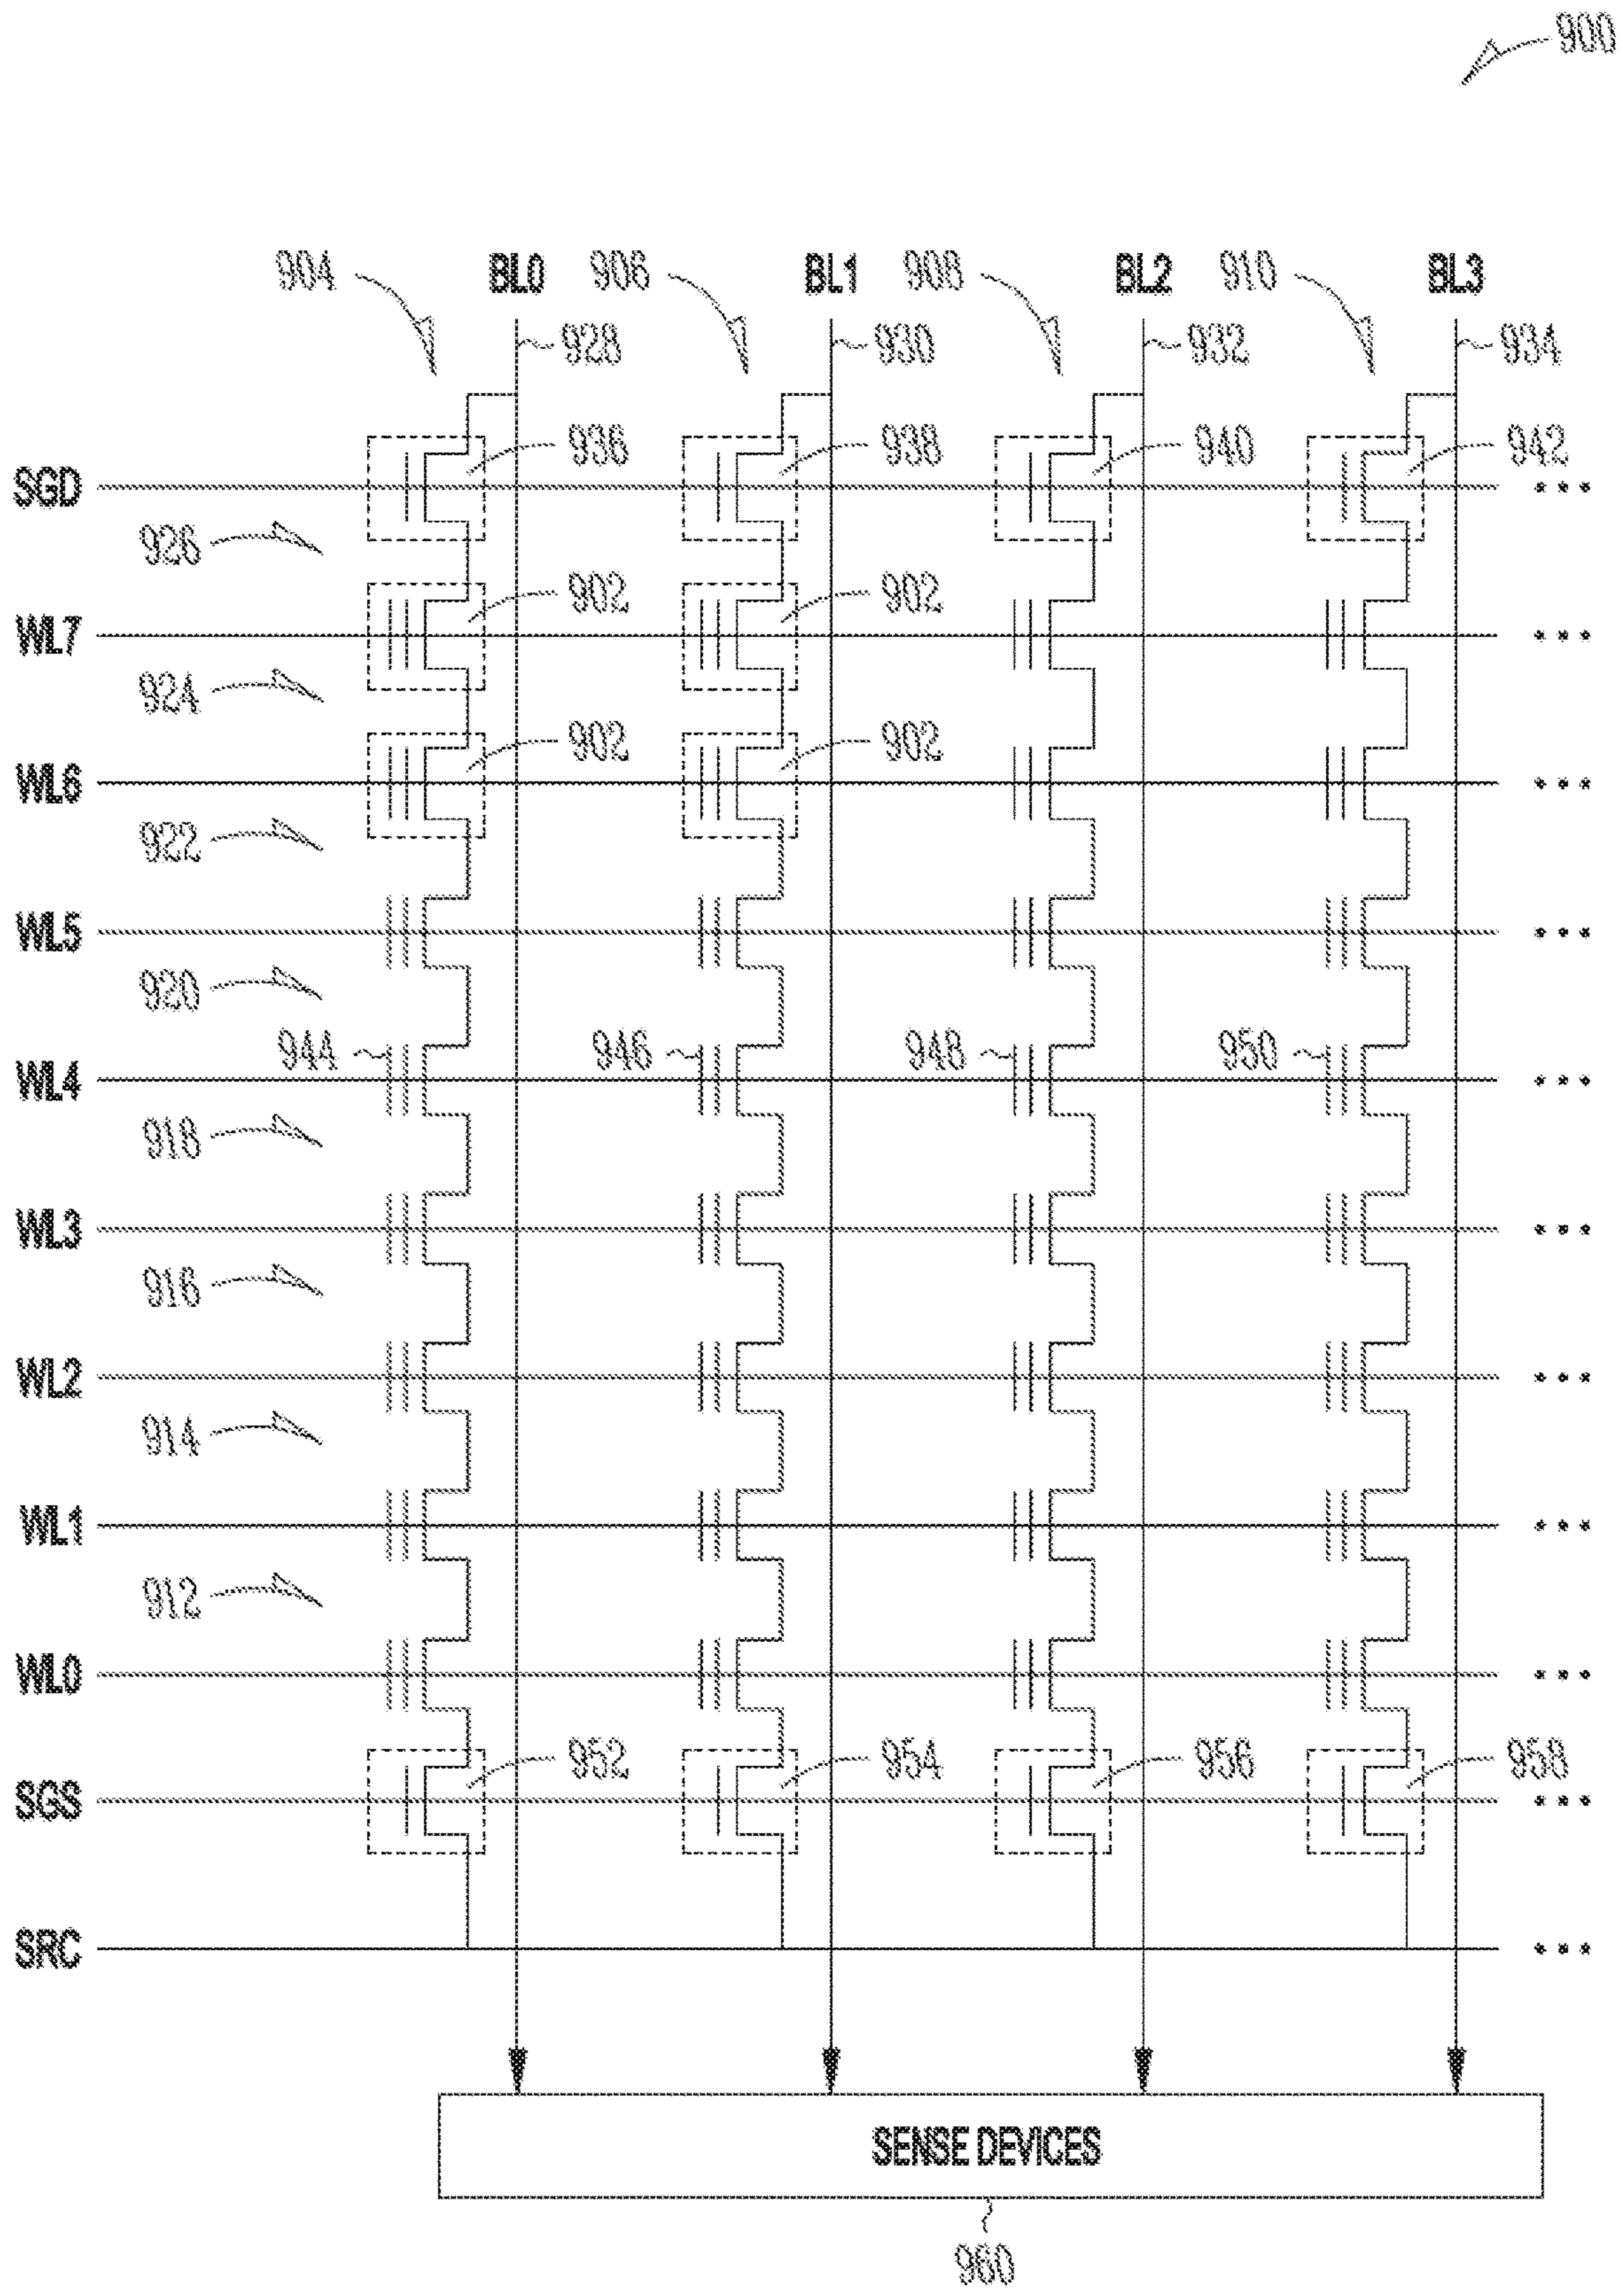 900
904 BL0 906 BL1 908 BL2 910 BL3
928 930 932 934
936 938 940 942
SGD
926
902 902
WL7
924
902 902
WL6
922
WL5
920
944 946 948 950
WL4
918
WL3
916
WL2
914
WL1
912
WL0
952 954 956 958
SGS
SRC
SENSE DEVICES
960